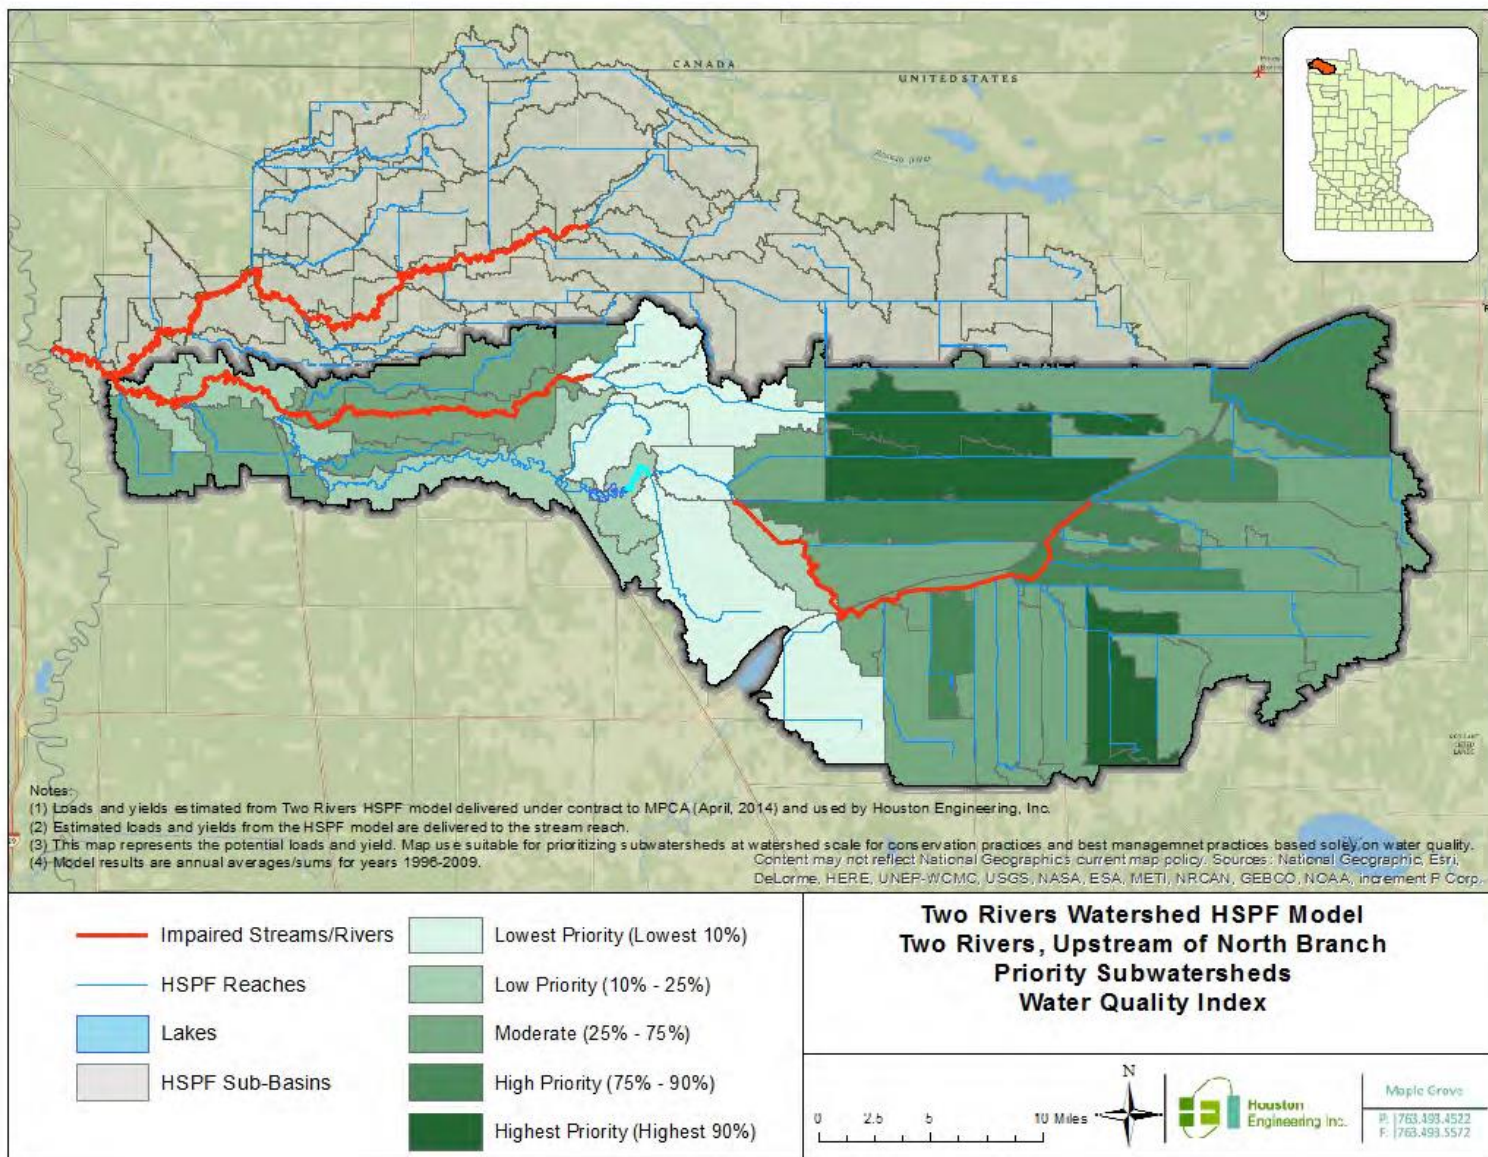 CANADA
UNITED STATES
Notes:
(1) Loads and yields estimated from Two Rivers HSPF model delivered under contract to MPCA (April, 2014) and used by Houston Engineering, Inc.
(2) Estimated loads and yields from the HSPF model are delivered to the stream reach.
(3) This map represents the potential loads and yield. Map use suitable for prioritizing subwatersheds at watershed scale for conservation practices and best managemnet practices based soley on water quality.
(4) Model results are annual averages/sums for years 1996-2009.
Content may not reflect National Geographic's current map policy. Sources: National Geographic, Esri,
DeLorme, HERE, UNEP-WCMC, USGS, NASA, ESA, METI, NRCAN, GEBCO, NOAA, increment P Corp.
Impaired Streams/Rivers
HSPF Reaches
Lakes
HSPF Sub-Basins
Lowest Priority (Lowest 10%)
Low Priority (10% - 25%)
Moderate (25% - 75%)
High Priority (75% - 90%)
Highest Priority (Highest 90%)
Two Rivers Watershed HSPF Model
Two Rivers, Upstream of North Branch
Priority Subwatersheds
Water Quality Index
0 2.5 5 10 Miles
N
Houston
Engineering Inc.
Maple Grove
P: 763.493.4522
F: 763.493.5572